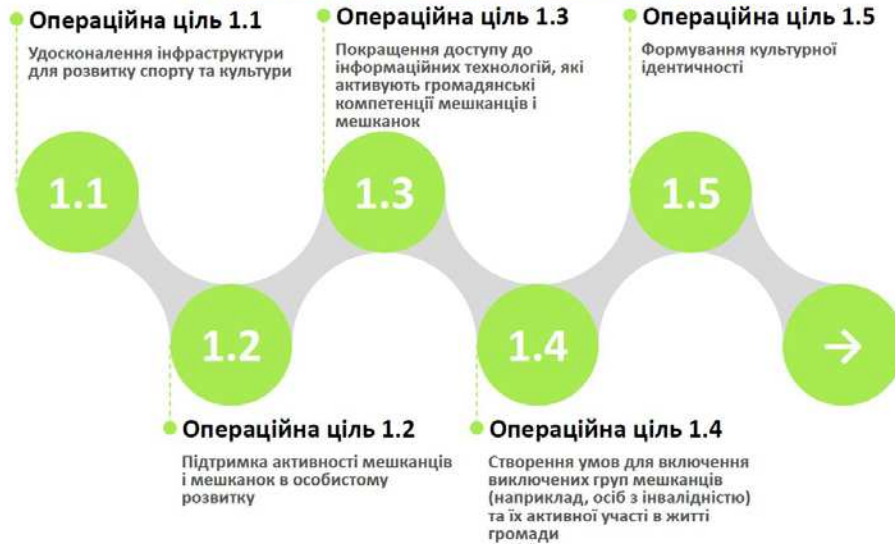 Операційна ціль 1.1
Удосконалення інфраструктури
для розвитку спорту та культури
Операційна ціль 1.3
Покращення доступу до
інформаційних технологій, які
активують громадянські
компетенції мешканців і
мешканок
Операційна ціль 1.5
Формування культурної
ідентичності
1.1
1.3
1.5
1.2
1.4
Операційна ціль 1.2
Підтримка активності мешканців
і мешканок в особистому
розвитку
Операційна ціль 1.4
Створення умов для включення
виключених груп мешканців
(наприклад, осіб з інвалідністю)
та їх активної участі в житті
громади